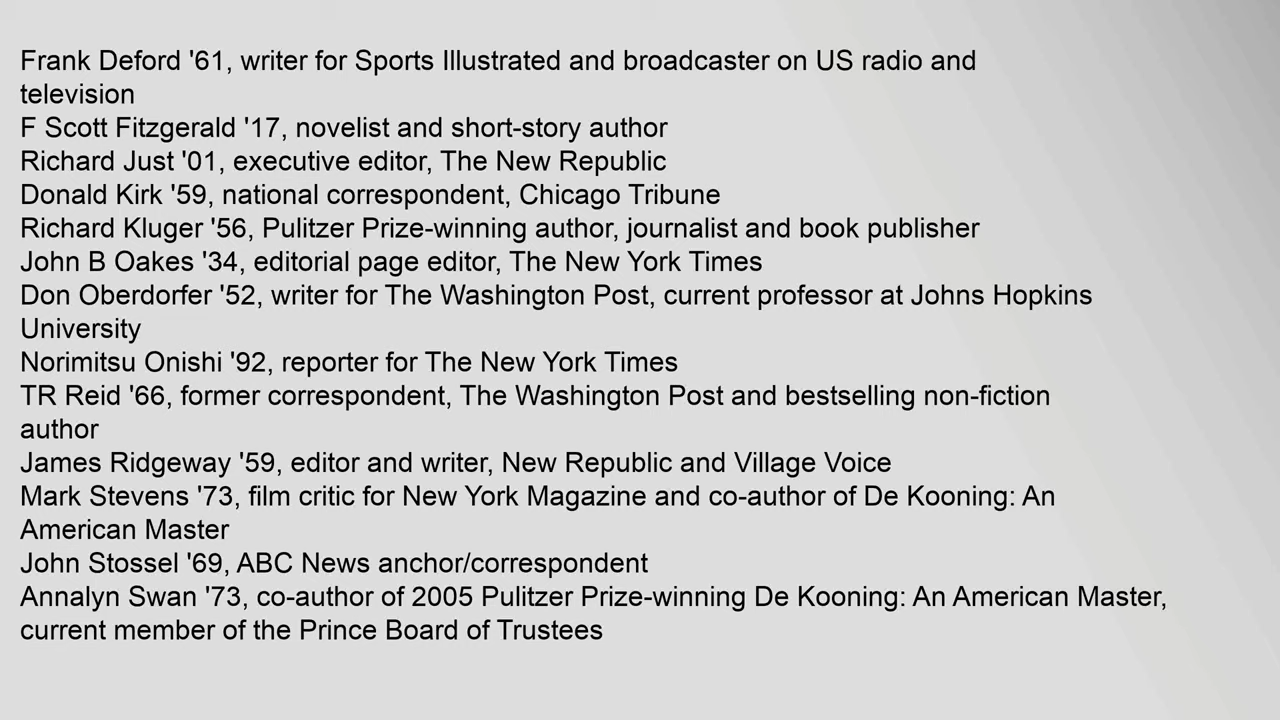 Frank Deford '61, writer for Sports Illustrated and broadcaster on US radio and
television
F Scott Fitzgerald '17, novelist and short-story author
Richard Just '01, executive editor, The New Republic
Donald Kirk '59, national correspondent, Chicago Tribune
Richard Kluger '56, Pulitzer Prize-winning author, journalist and book publisher
John B Oakes '34, editorial page editor, The New York Times
Don Oberdorfer '52, writer for The Washington Post, current professor at Johns Hopkins
University
Norimitsu Onishi '92, reporter for The New York Times
TR Reid '66, former correspondent, The Washington Post and bestselling non-fiction
author
James Ridgeway '59, editor and writer, New Republic and Village Voice
Mark Stevens '73, film critic for New York Magazine and co-author of De Kooning: An
American Master
John Stossel '69, ABC News anchor/correspondent
Annalyn Swan '73, co-author of 2005 Pulitzer Prize-winning De Kooning: An American Master,
current member of the Prince Board of Trustees